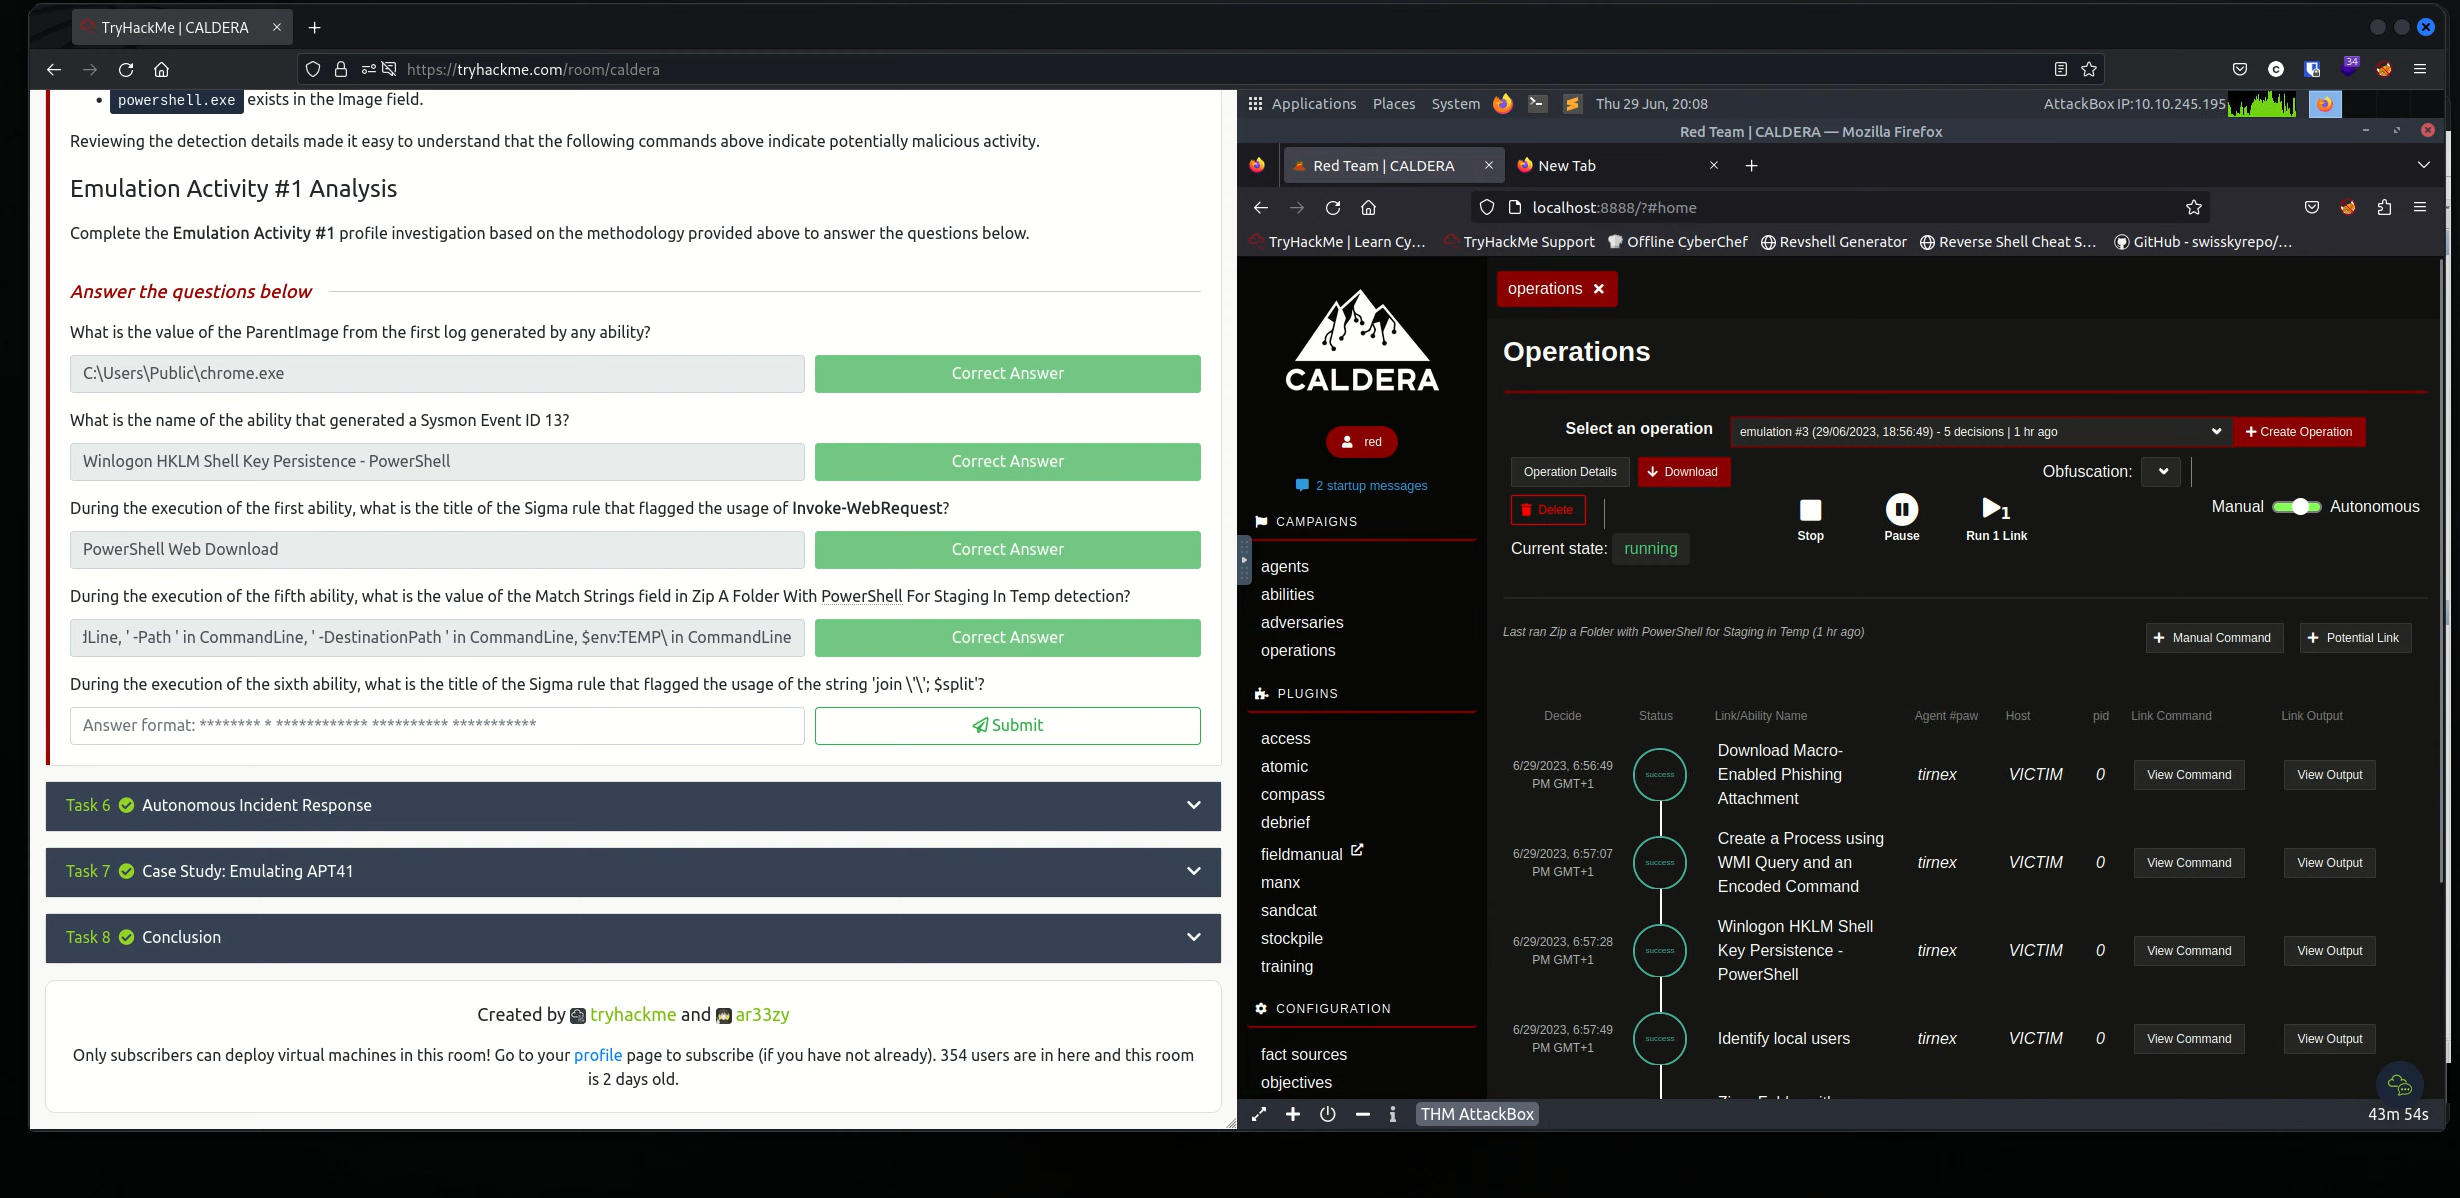 TryHackMe | CALDERA
https://tryhackme.com/room/caldera
34
powershell.exe exists in the Image field.
Reviewing the detection details made it easy to understand that the following commands above indicate potentially malicious activity.
Emulation Activity #1 Analysis
Complete the Emulation Activity #1 profile investigation based on the methodology provided above to answer the questions below.
Answer the questions below
What is the value of the ParentImage from the first log generated by any ability?
C:\Users\Public\chrome.exe
Correct Answer
What is the name of the ability that generated a Sysmon Event ID 13?
Winlogon HKLM Shell Key Persistence - PowerShell
Correct Answer
During the execution of the first ability, what is the title of the Sigma rule that flagged the usage of Invoke-WebRequest?
PowerShell Web Download
Correct Answer
During the execution of the fifth ability, what is the value of the Match Strings field in Zip A Folder With PowerShell For Staging In Temp detection?
dLine, ' -Path ' in CommandLine, ' -DestinationPath ' in CommandLine, $env:TEMP\ in CommandLine
Correct Answer
During the execution of the sixth ability, what is the title of the Sigma rule that flagged the usage of the string 'join \'\'; $split'?
Answer format: ******** * ************ ********** ***********
Submit
Task 6 Autonomous Incident Response
Task 7 Case Study: Emulating APT41
Task 8 Conclusion
Created by tryhackme and ar33zy
Only subscribers can deploy virtual machines in this room! Go to your profile page to subscribe (if you have not already). 354 users are in here and this room
is 2 days old.
Applications Places System Thu 29 Jun, 20:08 AttackBox IP:10.10.245.195
Red Team | CALDERA — Mozilla Firefox
Red Team | CALDERA New Tab
localhost:8888/?#home
TryHackMe | Learn Cy... TryHackMe Support Offline CyberChef Revshell Generator Reverse Shell Cheat S... GitHub - swisskyrepo/...
CALDERA
red
2 startup messages
CAMPAIGNS
agents
abilities
adversaries
operations
PLUGINS
access
atomic
compass
debrief
fieldmanual
manx
sandcat
stockpile
training
CONFIGURATION
fact sources
objectives
operations
Operations
Select an operation emulation #3 (29/06/2023, 18:56:49) - 5 decisions | 1 hr ago Create Operation
Operation Details Download Obfuscation:
Delete
Current state: running
Stop Pause Run 1 Link
1
Manual Autonomous
Last ran Zip a Folder with PowerShell for Staging in Temp (1 hr ago)
Manual Command Potential Link
Decide Status Link/Ability Name Agent #paw Host pid Link Command Link Output
6/29/2023, 6:56:49 PM GMT+1 success Download Macro-Enabled Phishing Attachment tirnex VICTIM 0 View Command View Output
6/29/2023, 6:57:07 PM GMT+1 success Create a Process using WMI Query and an Encoded Command tirnex VICTIM 0 View Command View Output
6/29/2023, 6:57:28 PM GMT+1 success Winlogon HKLM Shell Key Persistence - PowerShell tirnex VICTIM 0 View Command View Output
6/29/2023, 6:57:49 PM GMT+1 success Identify local users tirnex VICTIM 0 View Command View Output
THM AttackBox
43m 54s